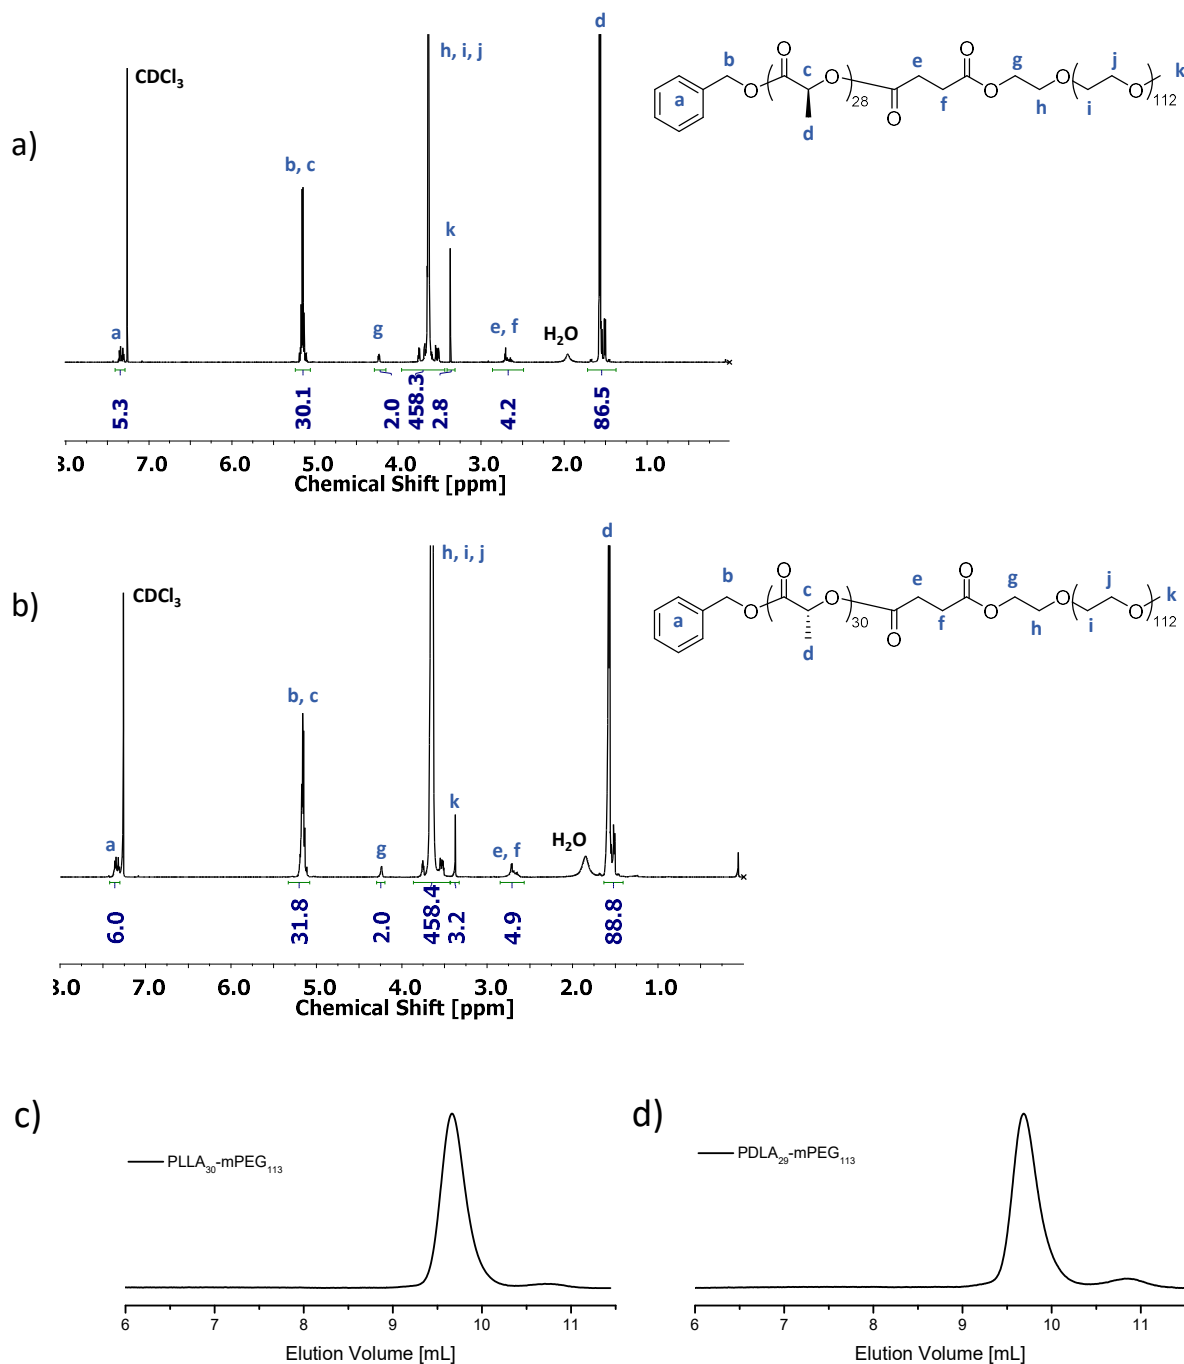 a)
CDCl3
h, i, j
d
b, c
k
a
g
e, f
H2O
5.3
30.1
2.0
458.3
2.8
4.2
86.5
3.0 7.0 6.0 5.0 4.0 3.0 2.0 1.0
Chemical Shift [ppm]
b O c O e O g O j k
a O O 28 f O h i O 112
d O
b)
CDCl3
h, i, j
d
b, c
k
a
g
e, f
H2O
6.0
31.8
2.0
458.4
3.2
4.9
88.8
3.0 7.0 6.0 5.0 4.0 3.0 2.0 1.0
Chemical Shift [ppm]
b O c O e O g O j k
a O O 30 f O h i O 112
d O
c)
PLLA30-mPEG113
6 7 8 9 10 11
Elution Volume [mL]
d)
PDLA29-mPEG113
6 7 8 9 10 11
Elution Volume [mL]